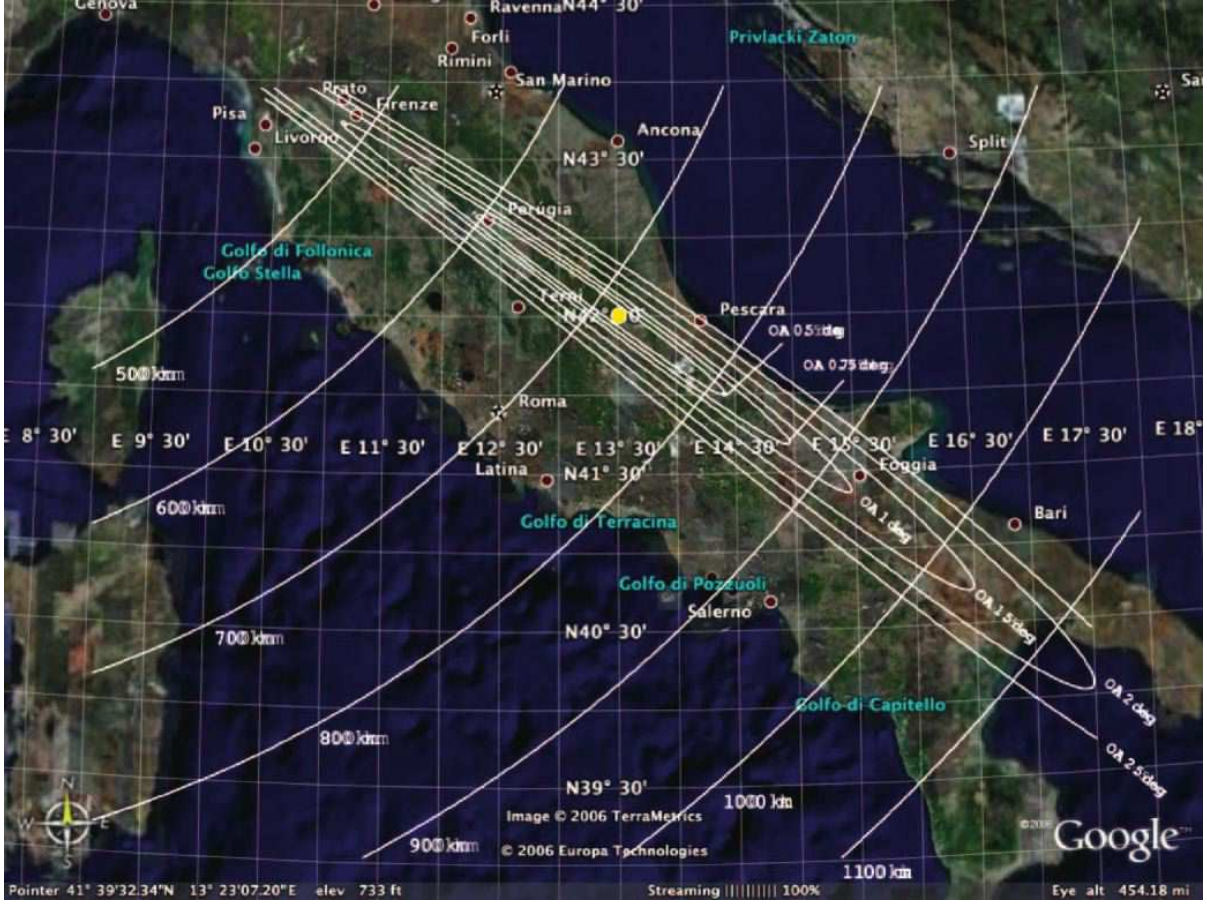 Genova
Ravenna
N44° 30'
Privlacki Zaton
Forli
Rimini
San Marino
Prato
Firenze
Pisa
Livorno
Ancona
N43° 30'
Split
Perugia
Golfo di Follonica
Golfo Stella
Terni
Pescara
OA 0.5 deg
OA 0.75 deg
500 km
Roma
E 8° 30'
E 9° 30'
E 10° 30'
E 11° 30'
E 12° 30'
E 13° 30'
E 14° 30'
E 15° 30'
E 16° 30'
E 17° 30'
E 18°
Latina
N41° 30'
Foggia
600 km
OA 1 deg
Golfo di Terracina
Bari
Golfo di Pozzuoli
Salerno
OA 1.5 deg
700 km
N40° 30'
Golfo di Capitello
OA 2 deg
800 km
OA 2.5 deg
N
W
E
S
N39° 30'
1000 km
Image © 2006 TerraMetrics
900 km
© 2006 Europa Technologies
©2006
Google™
1100 km
Pointer 41° 39'32.34"N 13° 23'07.20"E elev 733 ft
Streaming |||||||||| 100%
Eye alt 454.18 mi